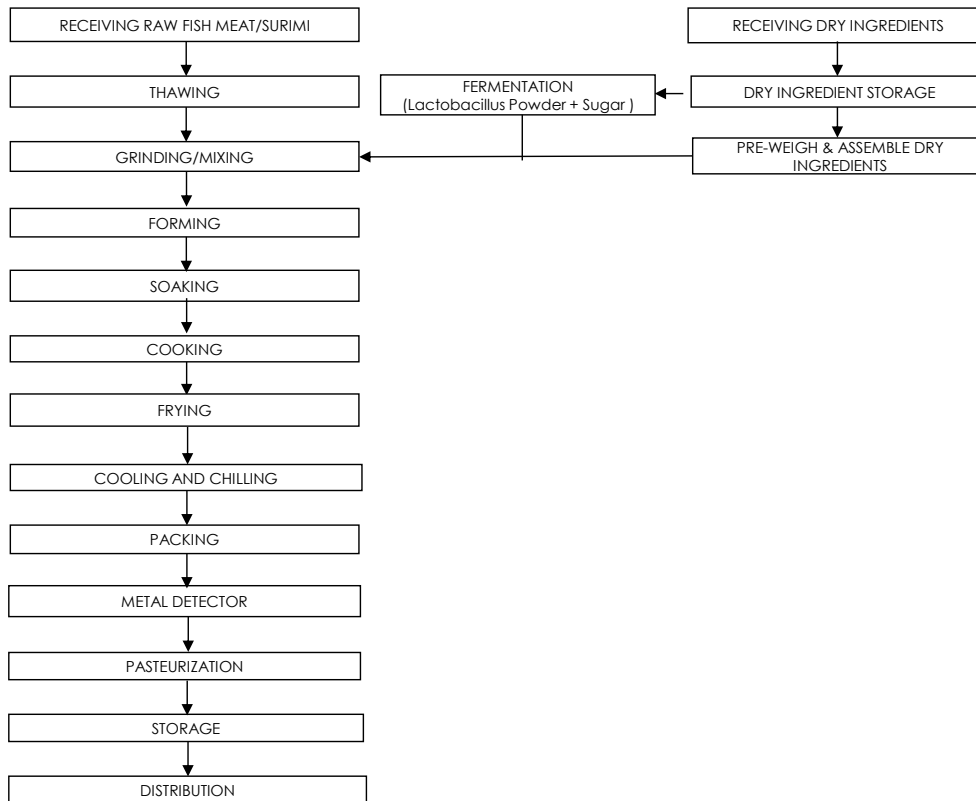 RECEIVING RAW FISH MEAT/SURIMI
RECEIVING DRY INGREDIENTS
THAWING
FERMENTATION
(Lactobacillus Powder + Sugar )
DRY INGREDIENT STORAGE
GRINDING/MIXING
PRE-WEIGH & ASSEMBLE DRY
INGREDIENTS
FORMING
SOAKING
COOKING
FRYING
COOLING AND CHILLING
PACKING
METAL DETECTOR
PASTEURIZATION
STORAGE
DISTRIBUTION